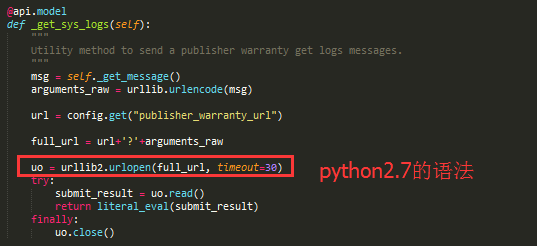 @api.model
def _get_sys_logs(self):
"""
Utility method to send a publisher warranty get logs messages.
"""
msg = self._get_message()
arguments_raw = urllib.urlencode(msg)
url = config.get("publisher_warranty_url")
full_url = url+'?'+arguments_raw
uo = urllib2.urlopen(full_url, timeout=30)
python2.7的语法
try:
submit_result = uo.read()
return literal_eval(submit_result)
finally:
uo.close()